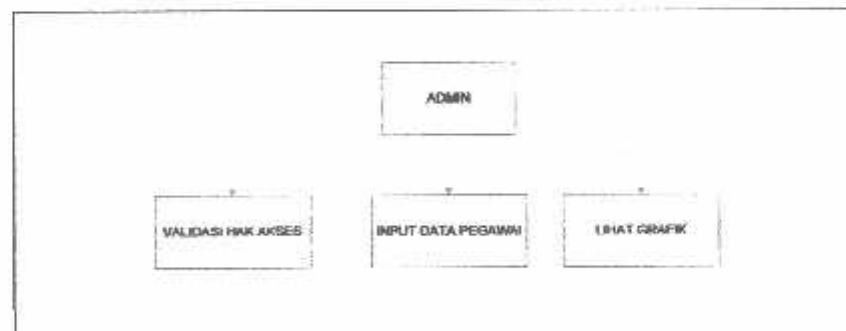 ADMIN
VALIDASI HAK AKSES
INPUT DATA PEGAWAI
LIHAT GRAFIK